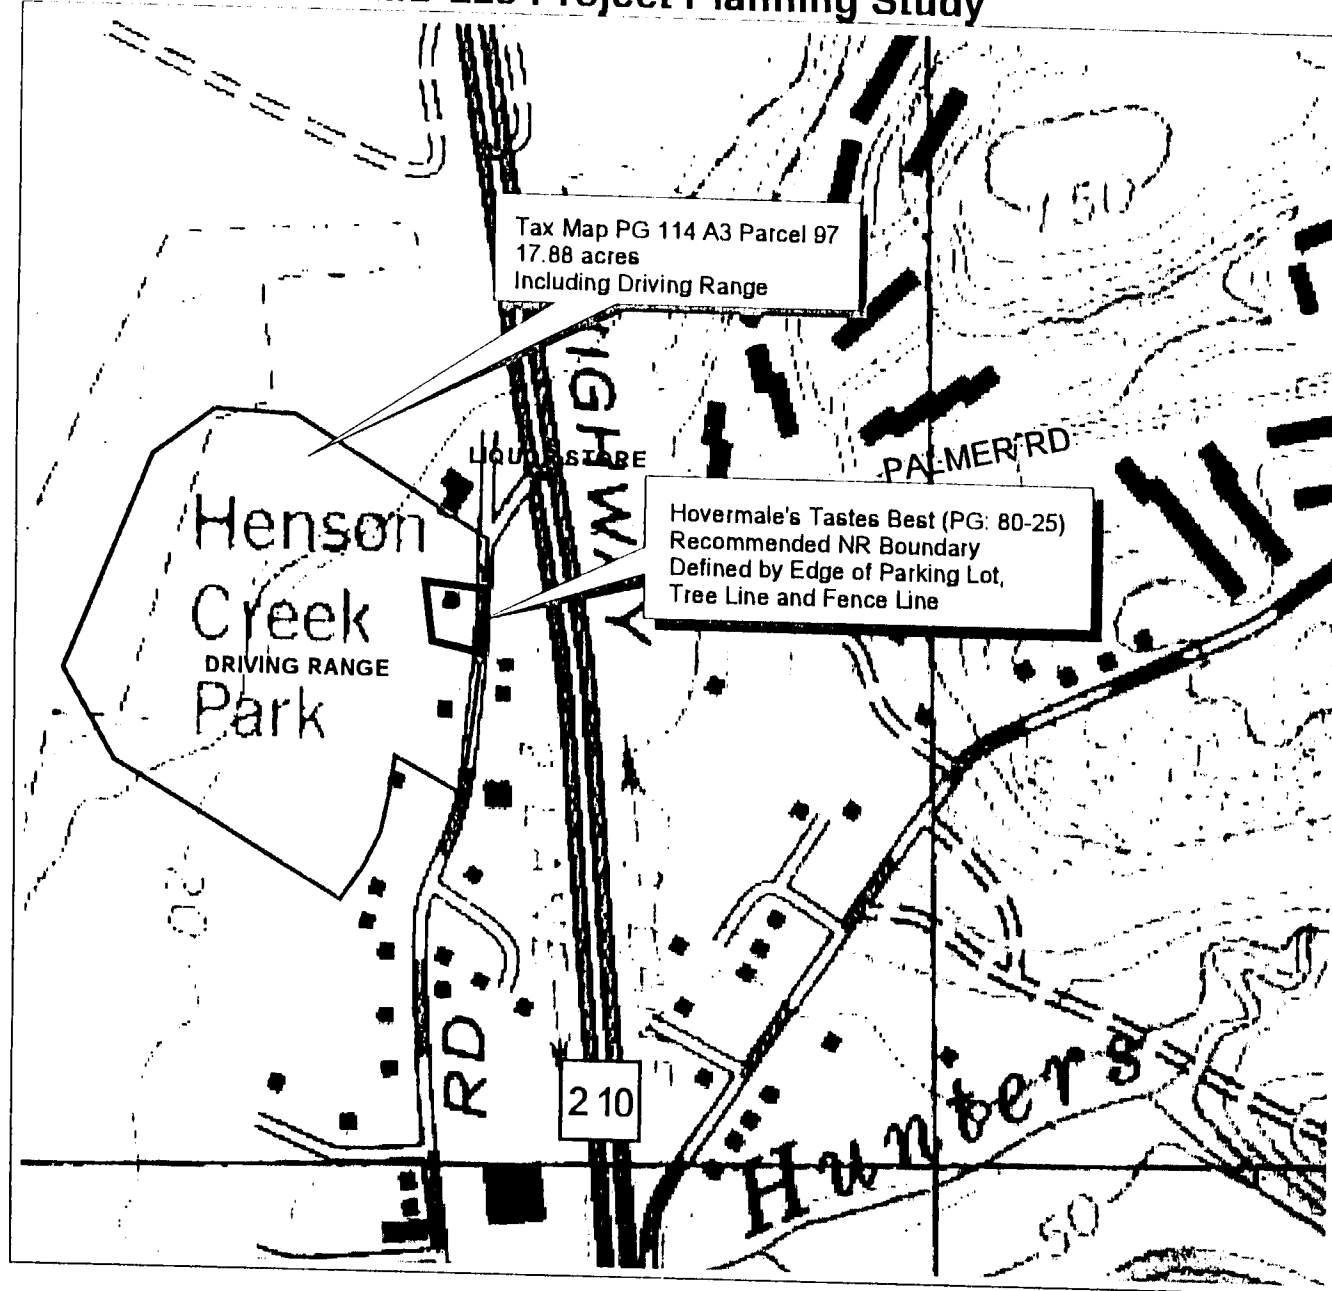 Project Planning Study
150
Tax Map PG 114 A3 Parcel 97
17.88 acres
Including Driving Range
IGHWAY
LIQUOR STORE
PALMER RD
Henson
Creek
DRIVING RANGE
Park
Hovermale's Tastes Best (PG: 80-25)
Recommended NR Boundary
Defined by Edge of Parking Lot,
Tree Line and Fence Line
RD
210
Hunters
50